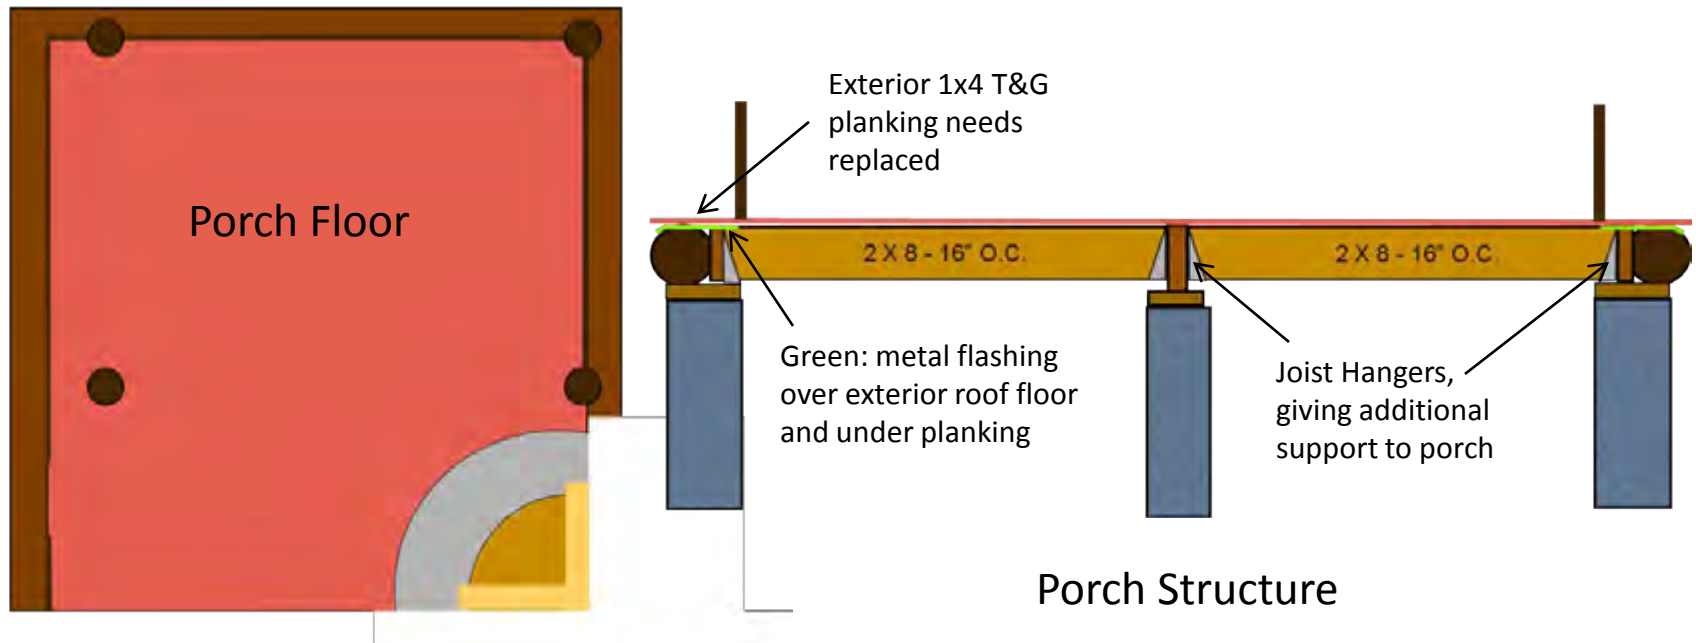 Porch Floor
Exterior 1x4 T&G
planking needs
replaced
2 X 8 - 16" O.C.
2 X 8 - 16" O.C.
Green: metal flashing
over exterior roof floor
and under planking
Joist Hangers,
giving additional
support to porch
Porch Structure